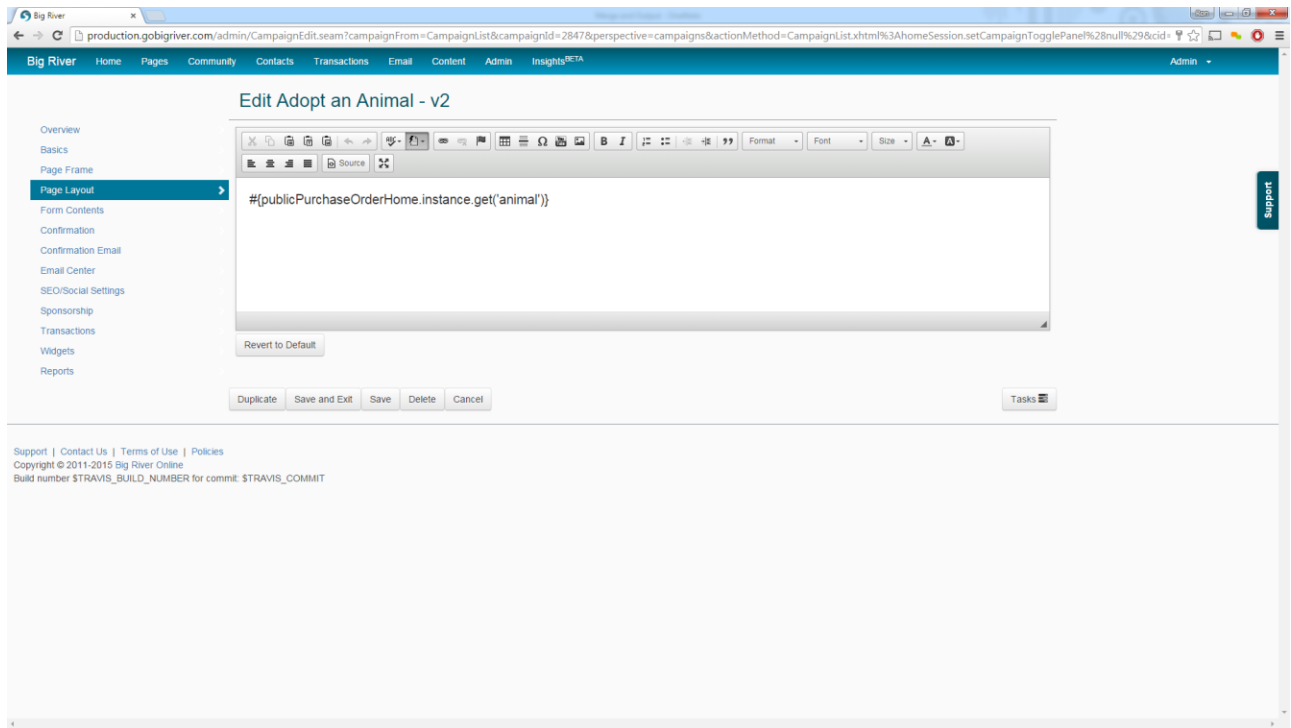 Big River
production.gobigriver.com/admin/CampaignEdit.seam?campaignFrom=CampaignList&campaignId=2847&perspective=campaigns&actionMethod=CampaignList.xhtml%3AhomeSession.setCampaignTogglePanel%28null%29&cid=
Big River Home Pages Community Contacts Transactions Email Content Admin InsightsBETA Admin
Edit Adopt an Animal - v2
Overview
Basics
Page Frame
Page Layout
Form Contents
Confirmation
Confirmation Email
Email Center
SEO/Social Settings
Sponsorship
Transactions
Widgets
Reports
B I Format Font Size A A
Source
#{publicPurchaseOrderHome.instance.get('animal')}
Revert to Default
Duplicate Save and Exit Save Delete Cancel Tasks
Support
Support | Contact Us | Terms of Use | Policies
Copyright © 2011-2015 Big River Online
Build number $TRAVIS_BUILD_NUMBER for commit: $TRAVIS_COMMIT